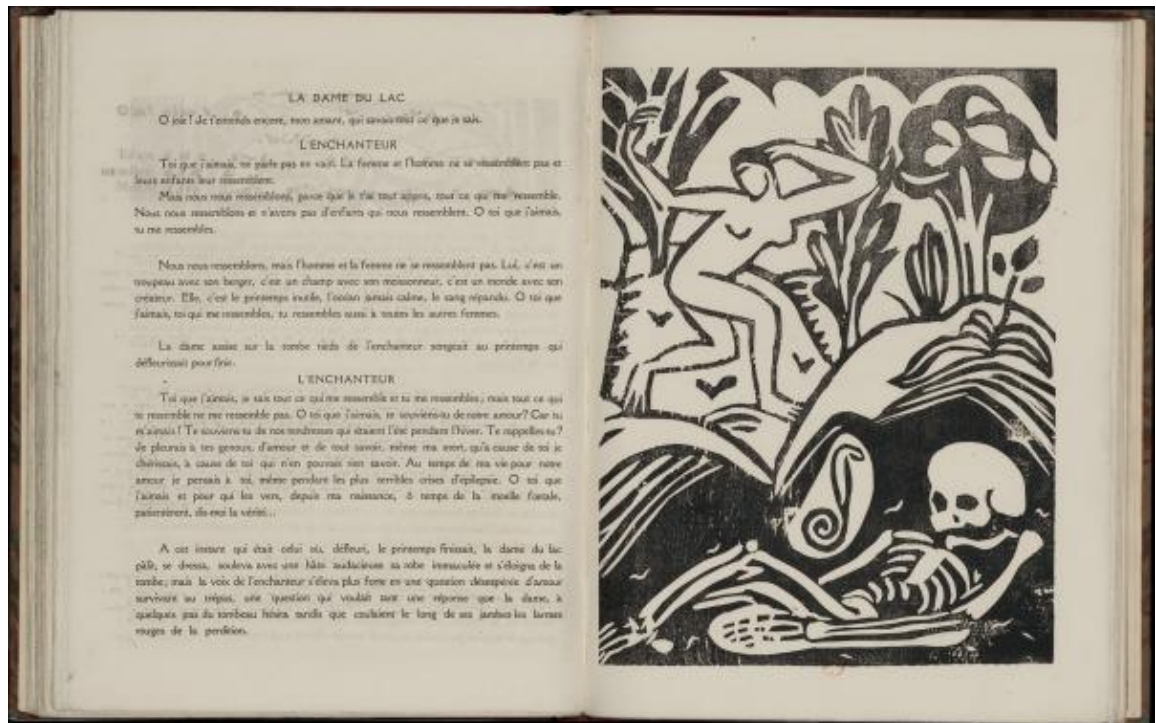 LA DAME DU LAC
O joie ! Je t'entends encore, mon amant, qui savais tout ce que je sais.
L'ENCHANTEUR
Toi que j'aimais, ne parle pas en vain. La femme et l'homme ne se ressemblent pas et
leurs enfants leur ressemblent.
Mais nous nous ressemblons, parce que je t'ai tout appris, tout ce qui me ressemble.
Nous nous ressemblons et n'avons pas d'enfants qui nous ressemblent. O toi que j'aimais,
tu me ressembles.
Nous nous ressemblons, mais l'homme et la femme ne se ressemblent pas. Lui, c'est un
troupeau avec son berger, c'est un champ avec son moissonneur, c'est un monde avec son
créateur. Elle, c'est le printemps inutile, l'océan jamais calme, le sang répandu. O toi que
j'aimais, toi qui me ressembles, tu ressembles aussi à toutes les autres femmes.
La dame assise sur la tombe tiède de l'enchanteur songeait au printemps qui
défleurissait pour finir.
L'ENCHANTEUR
Toi que j'aimais, je sais tout ce qui me ressemble et tu me ressembles ; mais tout ce qui
te ressemble ne me ressemble pas. O toi que j'aimais, te souviens-tu de notre amour ? Car tu
m'aimais ! Te souviens-tu de nos tendresses qui étaient l'été pendant l'hiver. Te rappelles-tu ?
Je pleurais à tes genoux, d'amour et de tout savoir, même ma mort, qu'à cause de toi je
chérissais, à cause de toi qui n'en pouvais rien savoir. Au temps de ma vie pour notre
amour je pensais à toi, même pendant les plus terribles crises d'épilepsie. O toi que
j'aimais et pour qui les vers, depuis ma naissance, ô temps de la moelle fœtale,
patientèrent, dis-moi la vérité...
A cet instant qui était celui où, défleuri, le printemps finissait, la dame du lac
pâlit, se dressa, souleva avec une hâte audacieuse sa robe immaculée et s'éloigna de la
tombe ; mais la voix de l'enchanteur s'éleva plus forte en une question désespérée d'amour
survivant au trépas, une question qui voulait tant une réponse que la dame, à
quelques pas du tombeau hésita tandis que coulaient le long de ses jambes les larmes
rouges de la perdition.